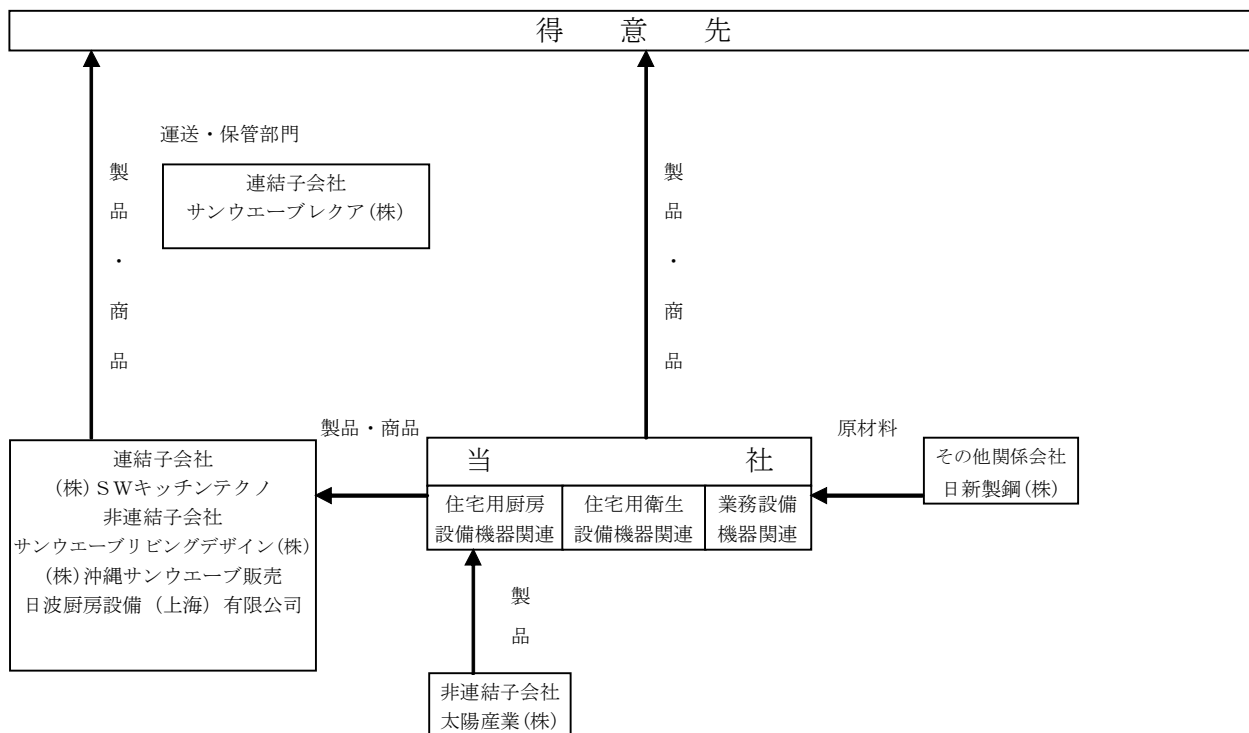 得意先
運送・保管部門
連結子会社
サンウエーブレクア(株)
製品・商品
製品・商品
製品・商品
原材料
連結子会社
(株)ＳＷキッチンテクノ
非連結子会社
サンウエーブリビングデザイン(株)
(株)沖縄サンウエーブ販売
日波厨房設備（上海）有限公司
当社
住宅用厨房
設備機器関連
住宅用衛生
設備機器関連
業務設備
機器関連
その他関係会社
日新製鋼(株)
製品
非連結子会社
太陽産業(株)